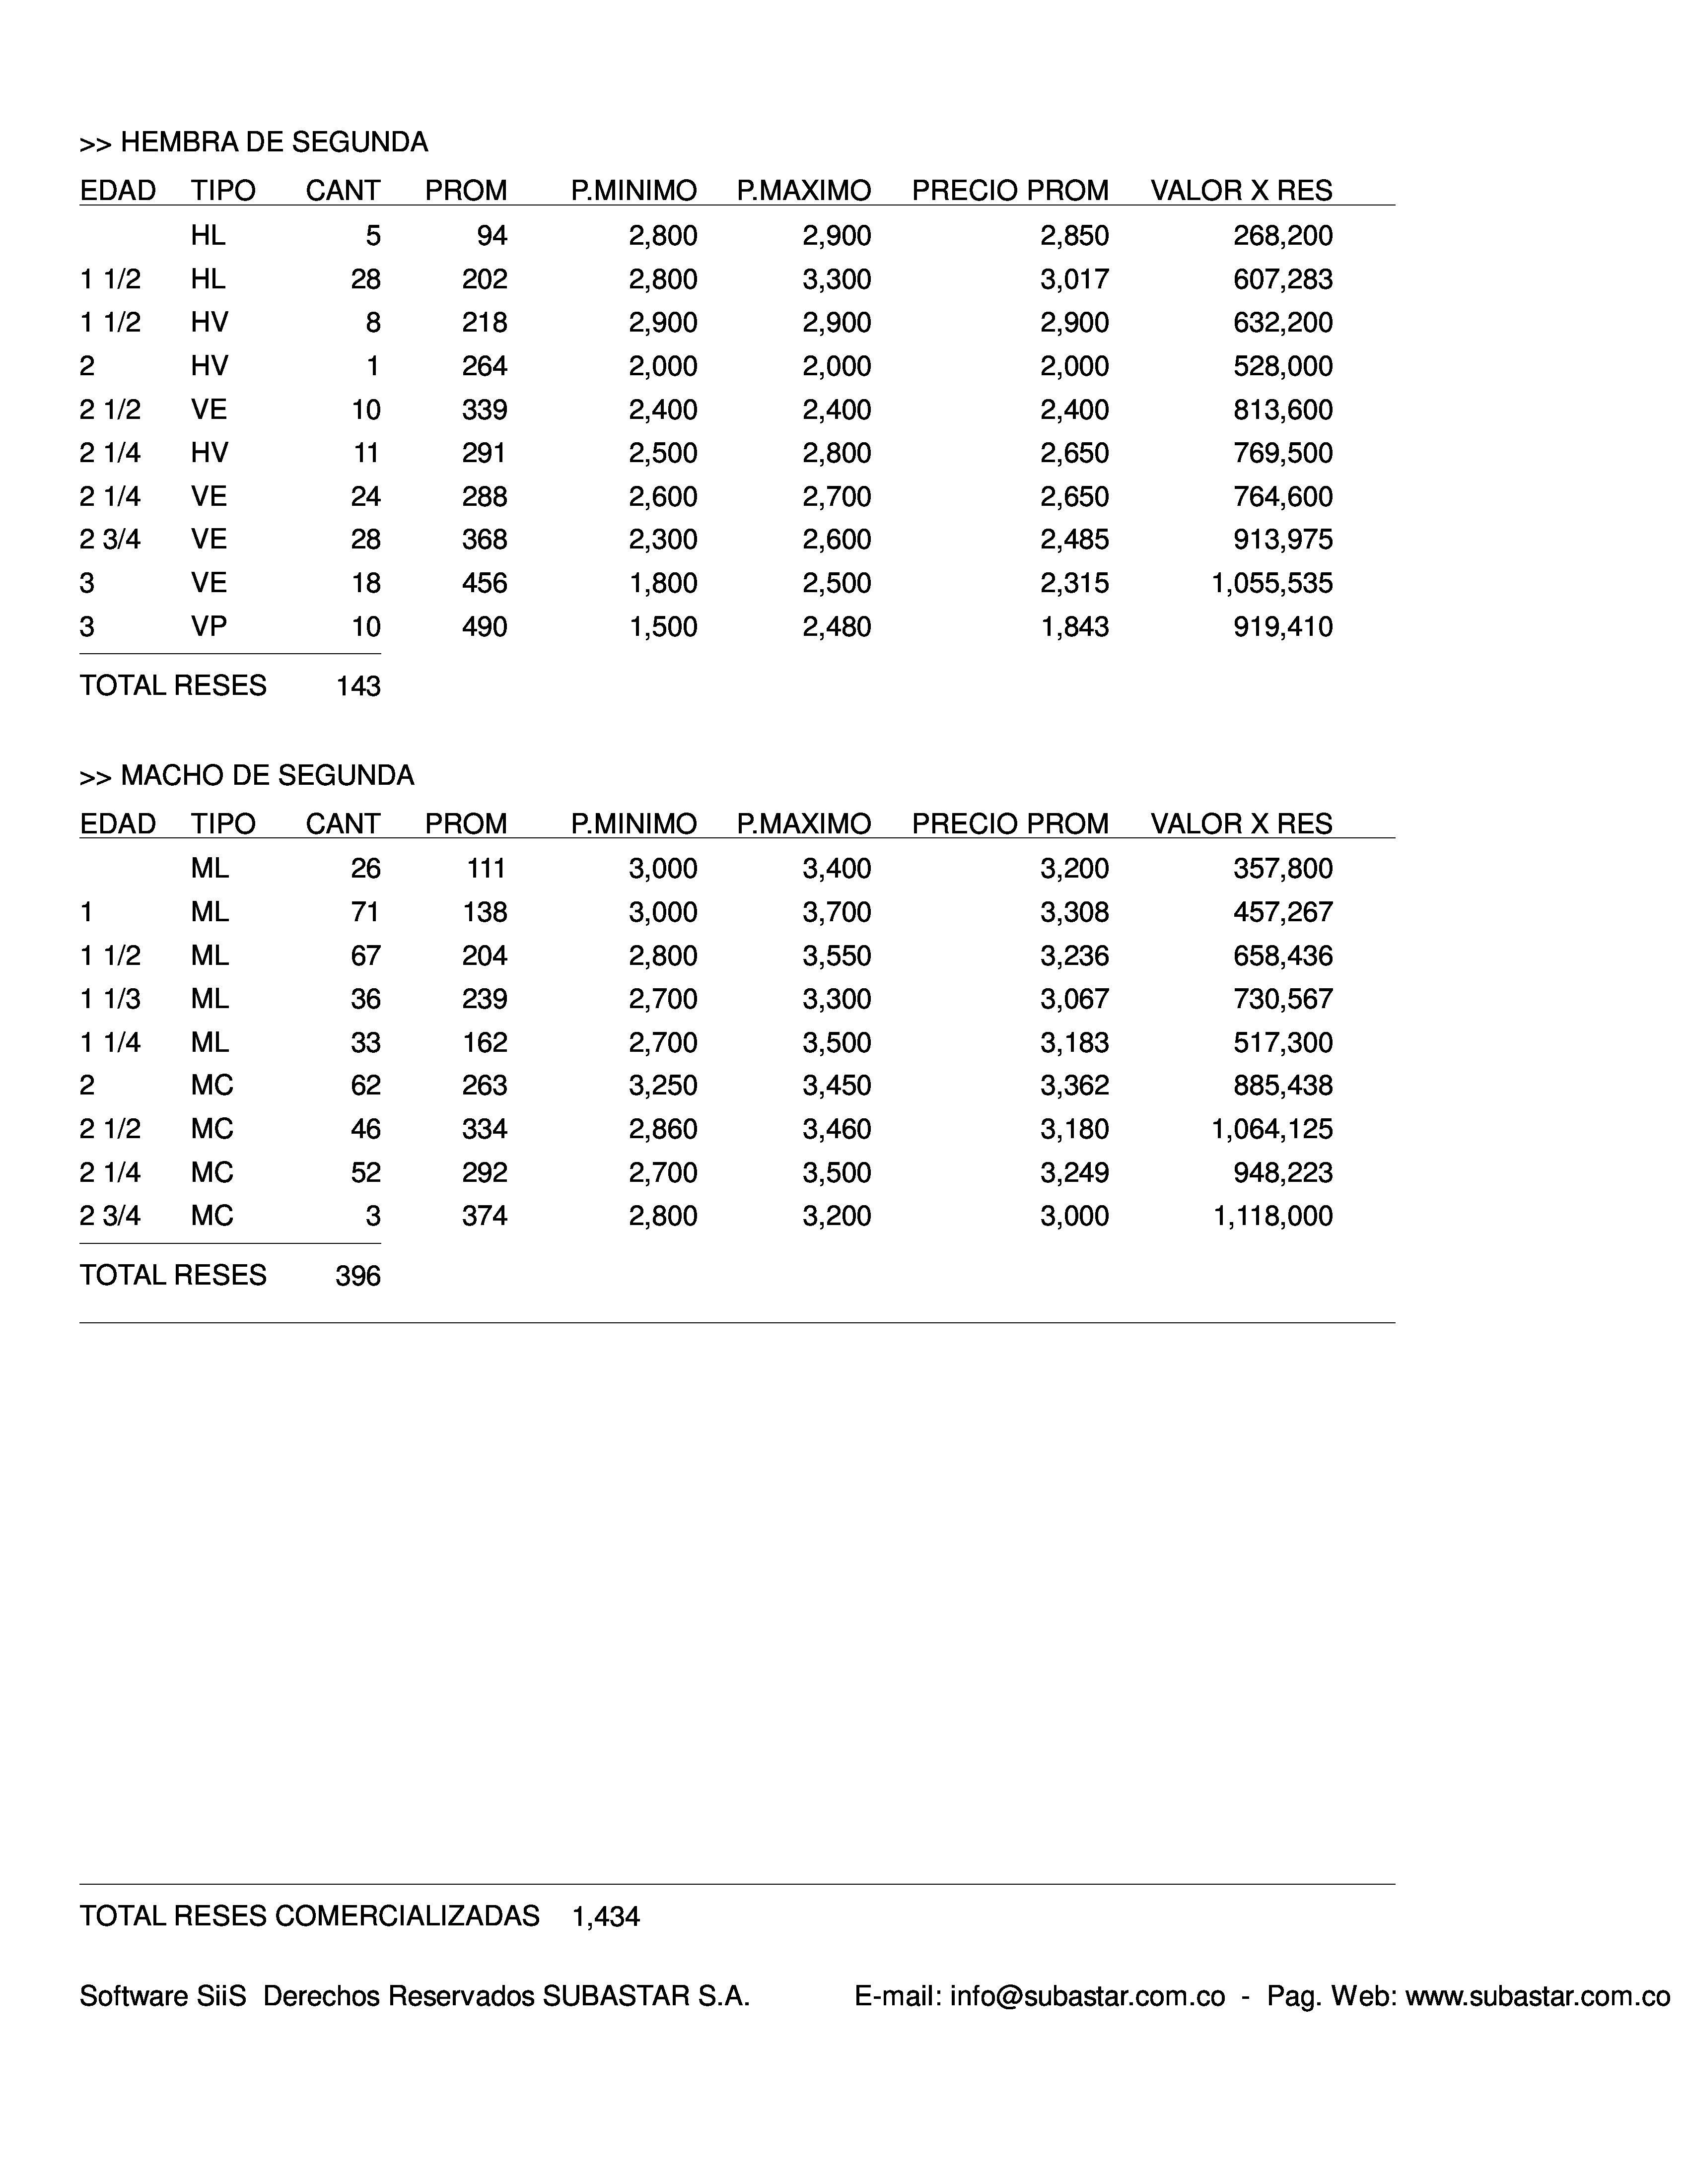 >> HEMBRA DE SEGUNDA
EDAD TIPO CANT PROM P.MINIMO P.MAXIMO PRECIO PROM VALOR X RES
HL 5 94 2,800 2,900 2,850 268,200
1 1/2 HL 28 202 2,800 3,300 3,017 607,283
1 1/2 HV 8 218 2,900 2,900 2,900 632,200
2 HV 1 264 2,000 2,000 2,000 528,000
2 1/2 VE 10 339 2,400 2,400 2,400 813,600
2 1/4 HV 11 291 2,500 2,800 2,650 769,500
2 1/4 VE 24 288 2,600 2,700 2,650 764,600
2 3/4 VE 28 368 2,300 2,600 2,485 913,975
3 VE 18 456 1,800 2,500 2,315 1,055,535
3 VP 10 490 1,500 2,480 1,843 919,410
TOTAL RESES 143
>> MACHO DE SEGUNDA
EDAD TIPO CANT PROM P.MINIMO P.MAXIMO PRECIO PROM VALOR X RES
ML 26 111 3,000 3,400 3,200 357,800
1 ML 71 138 3,000 3,700 3,308 457,267
1 1/2 ML 67 204 2,800 3,550 3,236 658,436
1 1/3 ML 36 239 2,700 3,300 3,067 730,567
1 1/4 ML 33 162 2,700 3,500 3,183 517,300
2 MC 62 263 3,250 3,450 3,362 885,438
2 1/2 MC 46 334 2,860 3,460 3,180 1,064,125
2 1/4 MC 52 292 2,700 3,500 3,249 948,223
2 3/4 MC 3 374 2,800 3,200 3,000 1,118,000
TOTAL RESES 396
TOTAL RESES COMERCIALIZADAS 1,434
Software SiiS Derechos Reservados SUBASTAR S.A. E-mail: info@subastar.com.co - Pag. Web: www.subastar.com.co